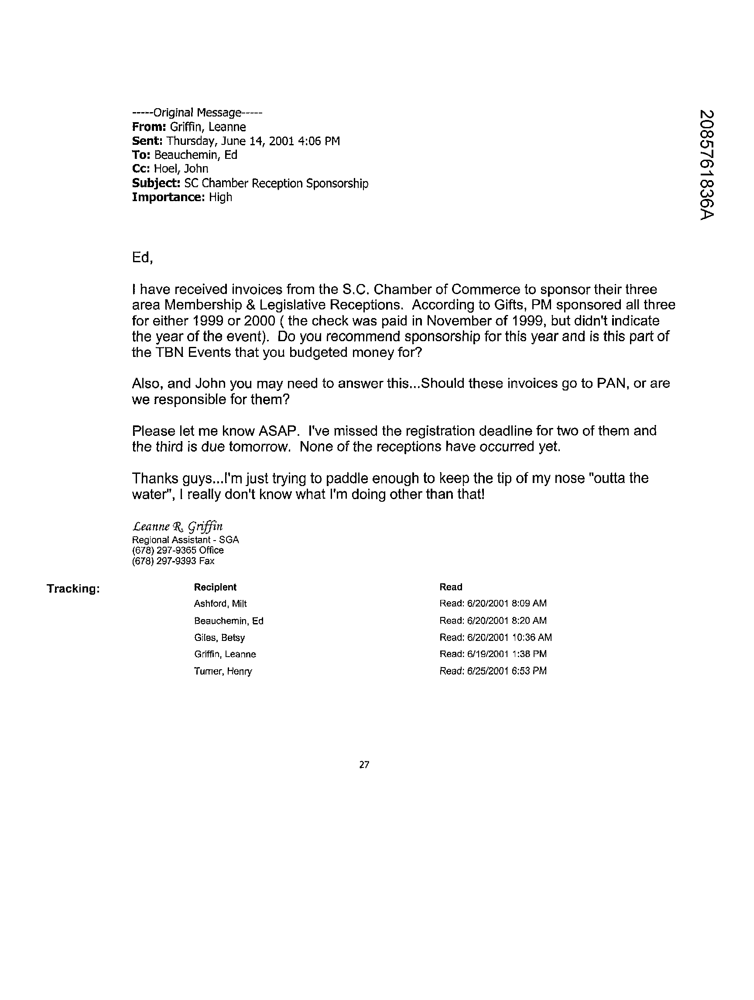 -----Original Message-----
From: Griffin, Leanne
Sent: Thursday, June 14, 2001 4:06 PM
To: Beauchemin, Ed
Cc: Hoel, John
Subject: SC Chamber Reception Sponsorship
Importance: High
2085761836A
Ed,
I have received invoices from the S.C. Chamber of Commerce to sponsor their three
area Membership & Legislative Receptions. According to Gifts, PM sponsored all three
for either 1999 or 2000 ( the check was paid in November of 1999, but didn't indicate
the year of the event). Do you recommend sponsorship for this year and is this part of
the TBN Events that you budgeted money for?
Also, and John you may need to answer this...Should these invoices go to PAN, or are
we responsible for them?
Please let me know ASAP. I've missed the registration deadline for two of them and
the third is due tomorrow. None of the receptions have occurred yet.
Thanks guys...I'm just trying to paddle enough to keep the tip of my nose "outta the
water", I really don't know what I'm doing other than that!
Leanne R. Griffin
Regional Assistant - SGA
(678) 297-9365 Office
(678) 297-9393 Fax
Tracking: Recipient Read
Ashford, Milt Read: 6/20/2001 8:09 AM
Beauchemin, Ed Read: 6/20/2001 8:20 AM
Giles, Betsy Read: 6/20/2001 10:36 AM
Griffin, Leanne Read: 6/19/2001 1:38 PM
Turner, Henry Read: 6/25/2001 6:53 PM
27